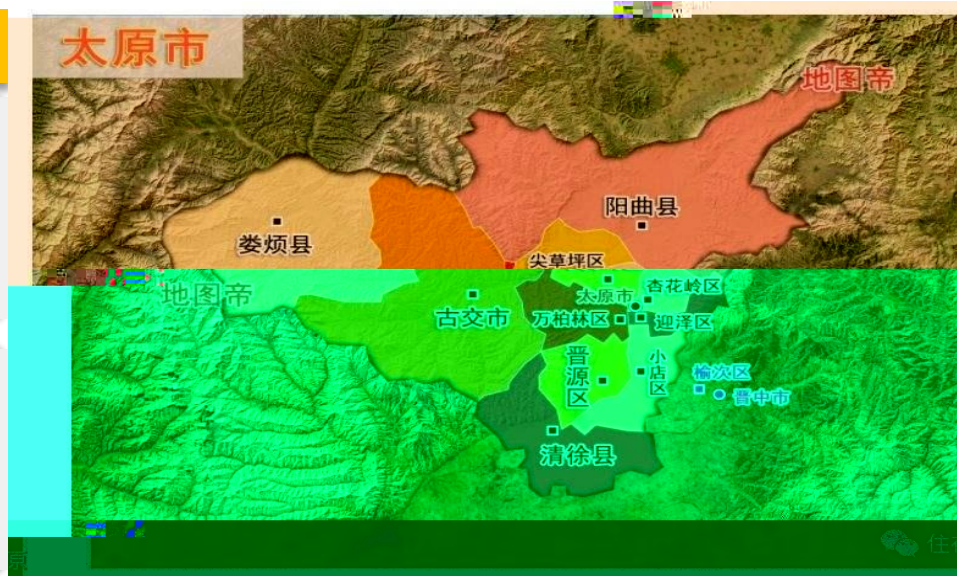 太原市
地图帝
阳曲县
娄烦县
尖草坪区
地图帝
杏花岭区
太原市
古交市
万柏林区
迎泽区
晋源区
小店区
榆次区
晋中市
清徐县
住
景